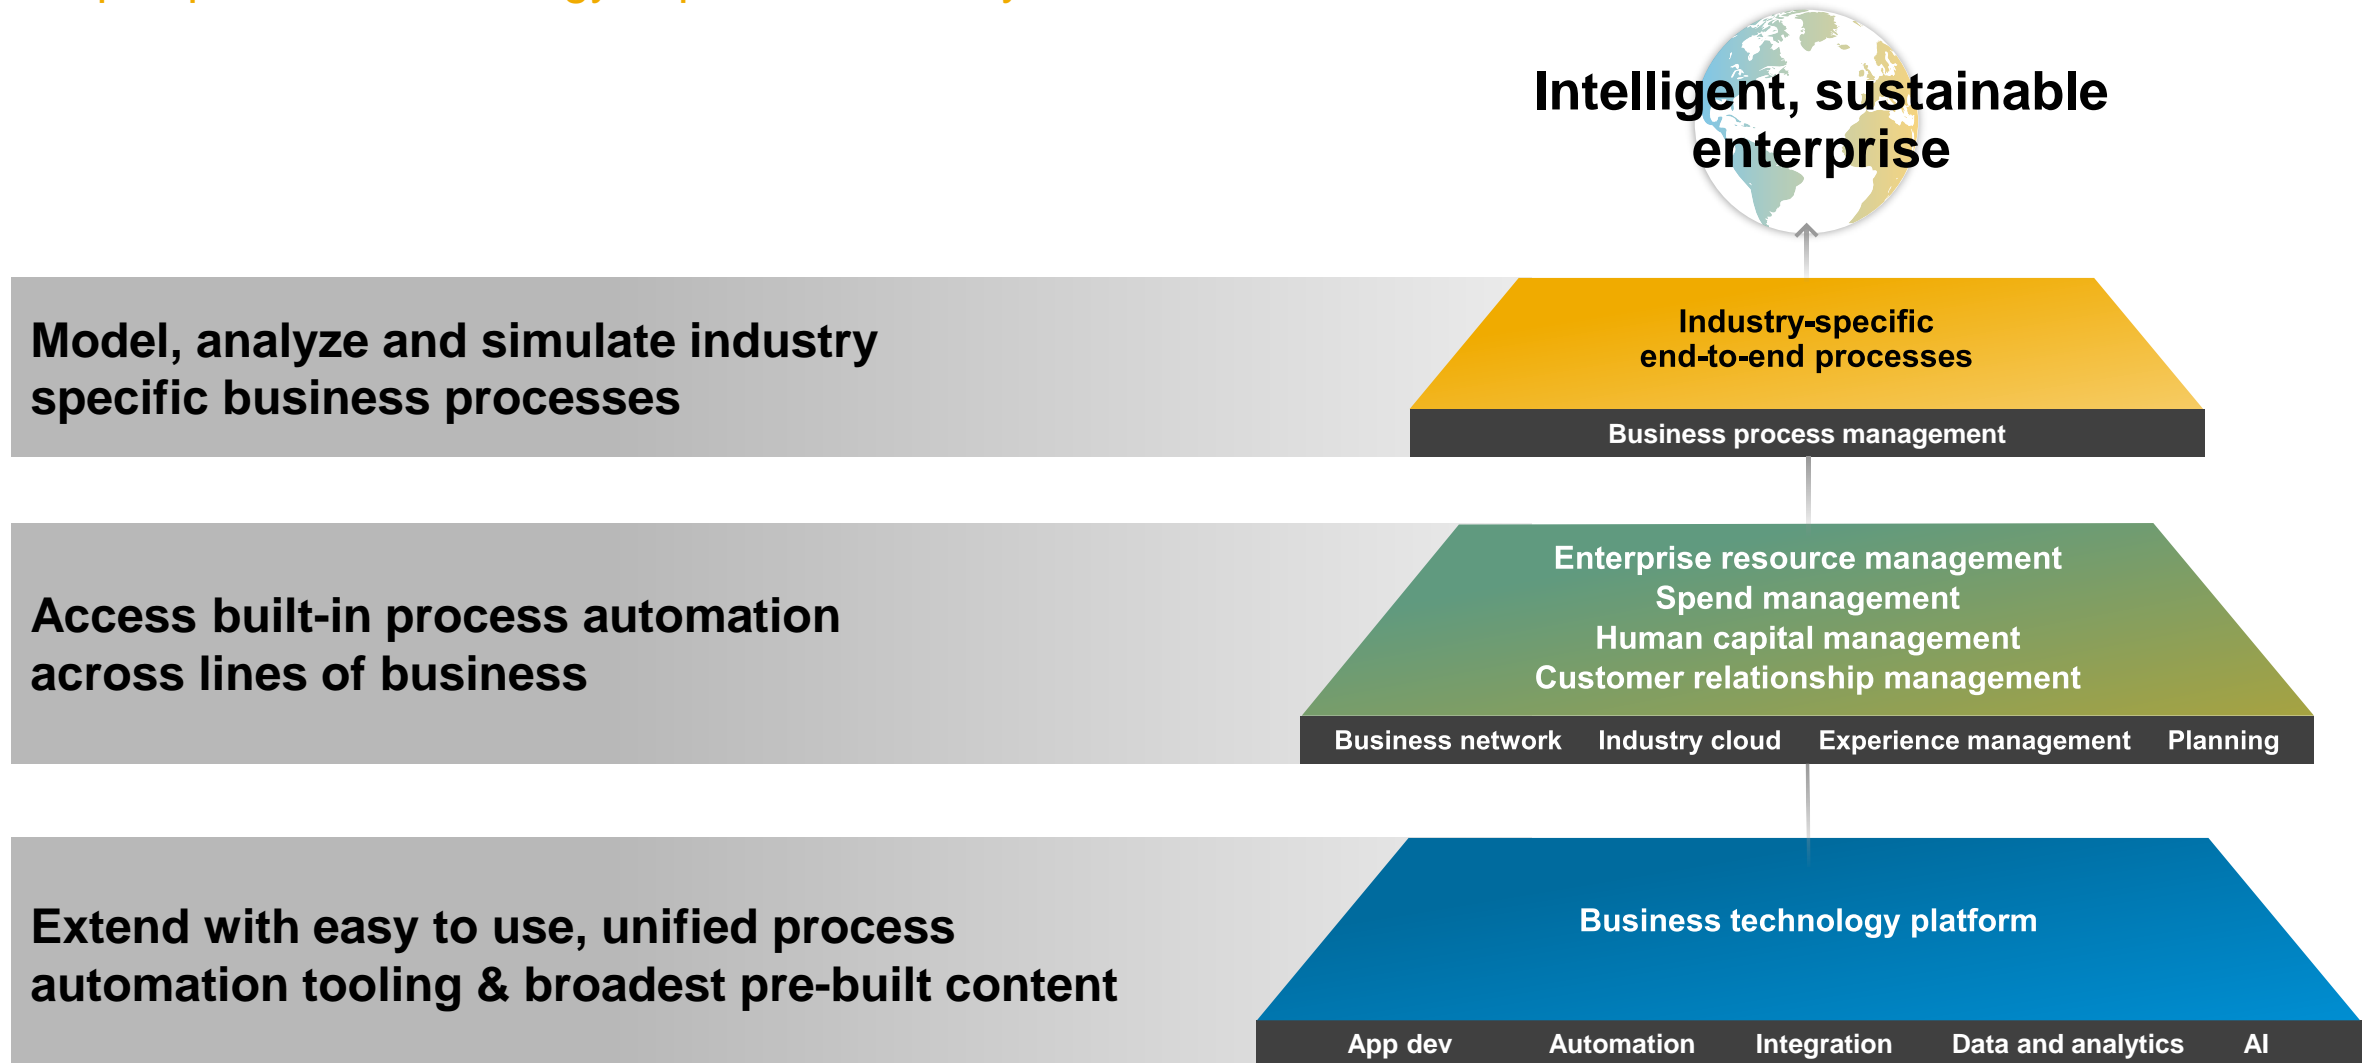 Intelligent, sustainable
enterprise
Model, analyze and simulate industry
specific business processes
Industry-specific
end-to-end processes
Business process management
Access built-in process automation
across lines of business
Enterprise resource management
Spend management
Human capital management
Customer relationship management
Business network Industry cloud Experience management Planning
Extend with easy to use, unified process
automation tooling & broadest pre-built content
Business technology platform
App dev Automation Integration Data and analytics AI